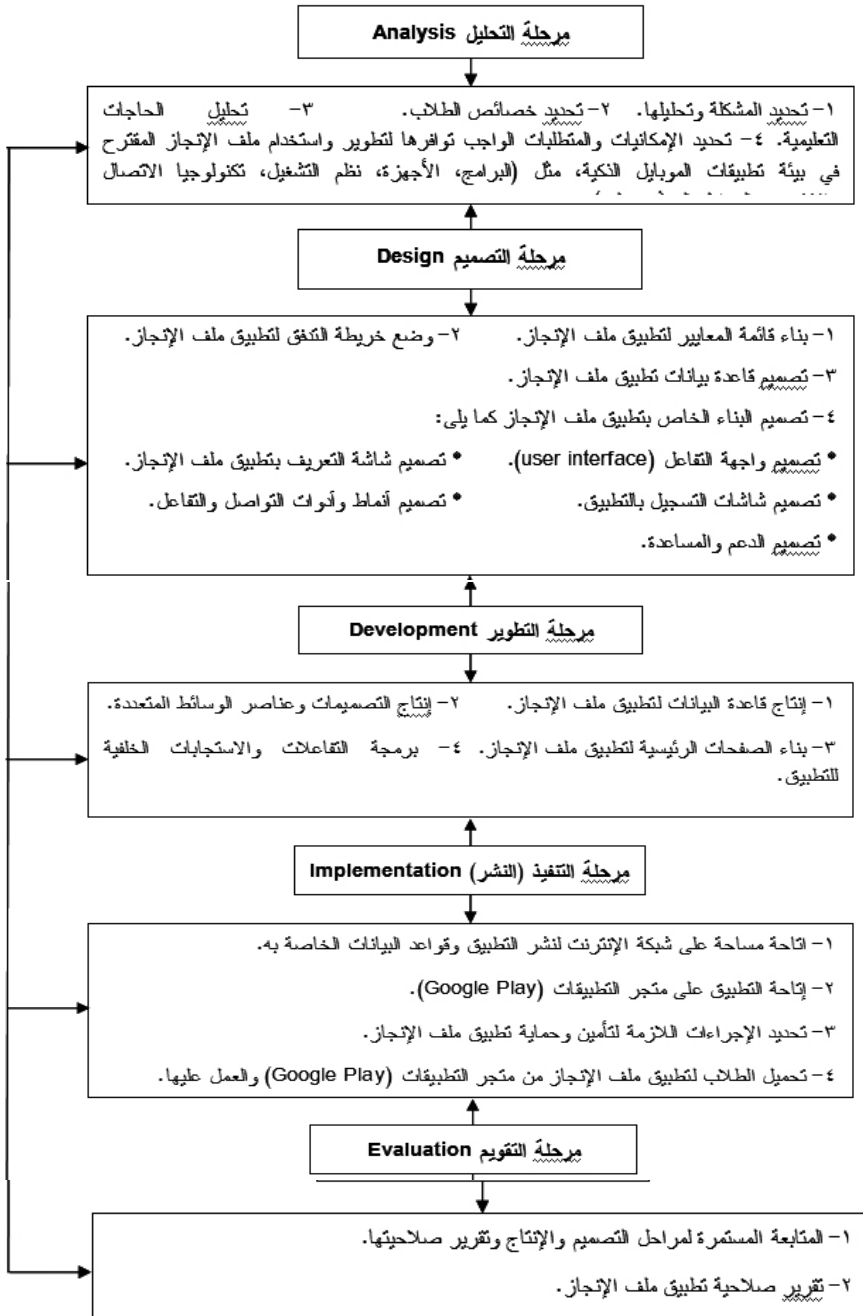 مرحلة التحليل Analysis
١- تحديد المشكلة وتحليلها. ٢- تحديد خصائص الطلاب. ٣- تحليل الحاجات
التعليمية. ٤- تحديد الإمكانيات والمتطلبات الواجب توافرها لتطوير واستخدام ملف الإنجاز المقترح
في بيئة تطبيقات الموبايل الذكية، مثل (البرامج، الأجهزة، نظم التشغيل، تكنولوجيا الاتصال
مرحلة التصميم Design
١- بناء قائمة المعايير لتطبيق ملف الإنجاز. ٢- وضع خريطة التدفق لتطبيق ملف الإنجاز.
٣- تصميم قاعدة بيانات تطبيق ملف الإنجاز.
٤- تصميم البناء الخاص بتطبيق ملف الإنجاز كما يلى:
• تصميم واجهة التفاعل (user interface). • تصميم شاشة التعريف بتطبيق ملف الإنجاز.
• تصميم شاشات التسجيل بالتطبيق. • تصميم أنماط وأدوات التواصل والتفاعل.
• تصميم الدعم والمساعدة.
مرحلة التطوير Development
١- إنتاج قاعدة البيانات لتطبيق ملف الإنجاز. ٢- إنتاج التصميمات وعناصر الوسائط المتعددة.
٣- بناء الصفحات الرئيسية لتطبيق ملف الإنجاز. ٤- برمجة التفاعلات والاستجابات الخلفية
للتطبيق.
مرحلة التنفيذ (النشر) Implementation
١- اتاحة مساحة على شبكة الإنترنت لنشر التطبيق وقواعد البيانات الخاصة به.
٢- إتاحة التطبيق على متجر التطبيقات (Google Play).
٣- تحديد الإجراءات اللازمة لتأمين وحماية تطبيق ملف الإنجاز.
٤- تحميل الطلاب لتطبيق ملف الإنجاز من متجر التطبيقات (Google Play) والعمل عليها.
مرحلة التقويم Evaluation
١- المتابعة المستمرة لمراحل التصميم والإنتاج وتقرير صلاحيتها.
٢- تقرير صلاحية تطبيق ملف الإنجاز.